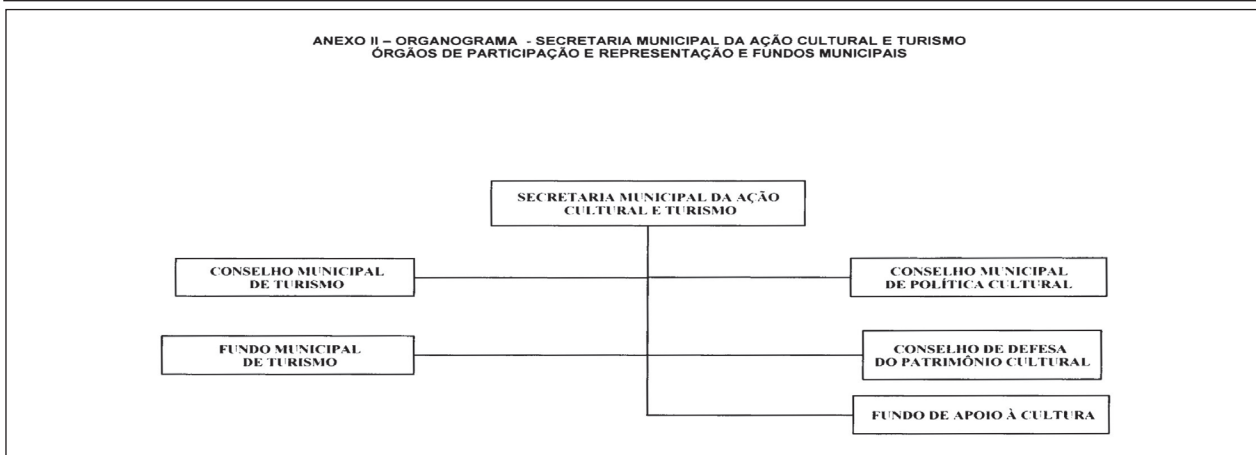 ANEXO II – ORGANOGRAMA - SECRETARIA MUNICIPAL DA AÇÃO CULTURAL E TURISMO
ÓRGÃOS DE PARTICIPAÇÃO E REPRESENTAÇÃO E FUNDOS MUNICIPAIS
SECRETARIA MUNICIPAL DA AÇÃO
CULTURAL E TURISMO
CONSELHO MUNICIPAL
DE TURISMO
CONSELHO MUNICIPAL
DE POLÍTICA CULTURAL
FUNDO MUNICIPAL
DE TURISMO
CONSELHO DE DEFESA
DO PATRIMÔNIO CULTURAL
FUNDO DE APOIO À CULTURA